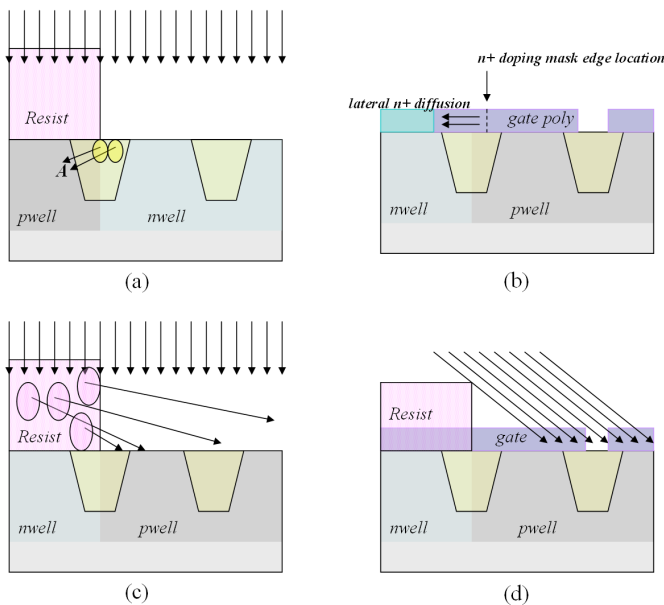 Resist
A
pwell
nwell
(a)
n+ doping mask edge location
lateral n+ diffusion
gate poly
nwell
pwell
(b)
Resist
nwell
pwell
(c)
Resist
gate
nwell
pwell
(d)